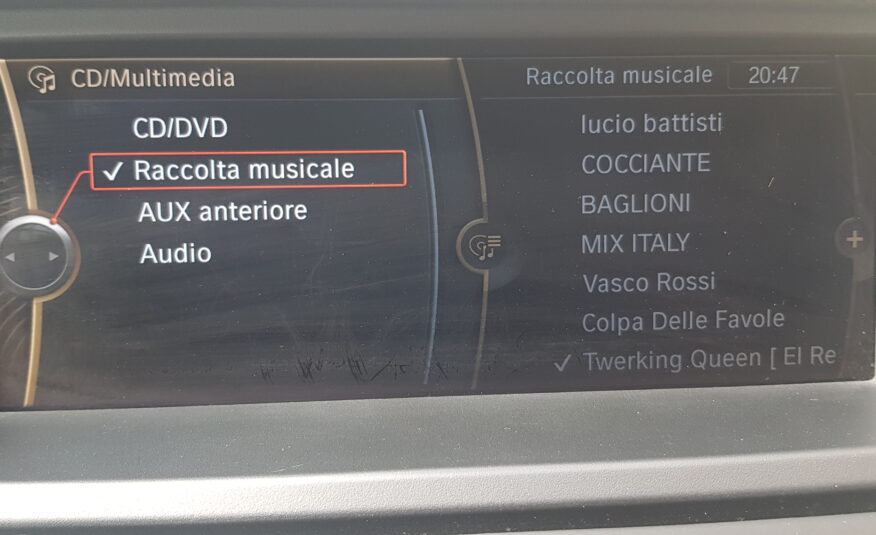 CD/Multimedia
CD/DVD
✓ Raccolta musicale
AUX anteriore
Audio
Raccolta musicale 20:47
lucio battisti
COCCIANTE
BAGLIONI
MIX ITALY
Vasco Rossi
Colpa Delle Favole
✓ Twerking Queen [ El Re